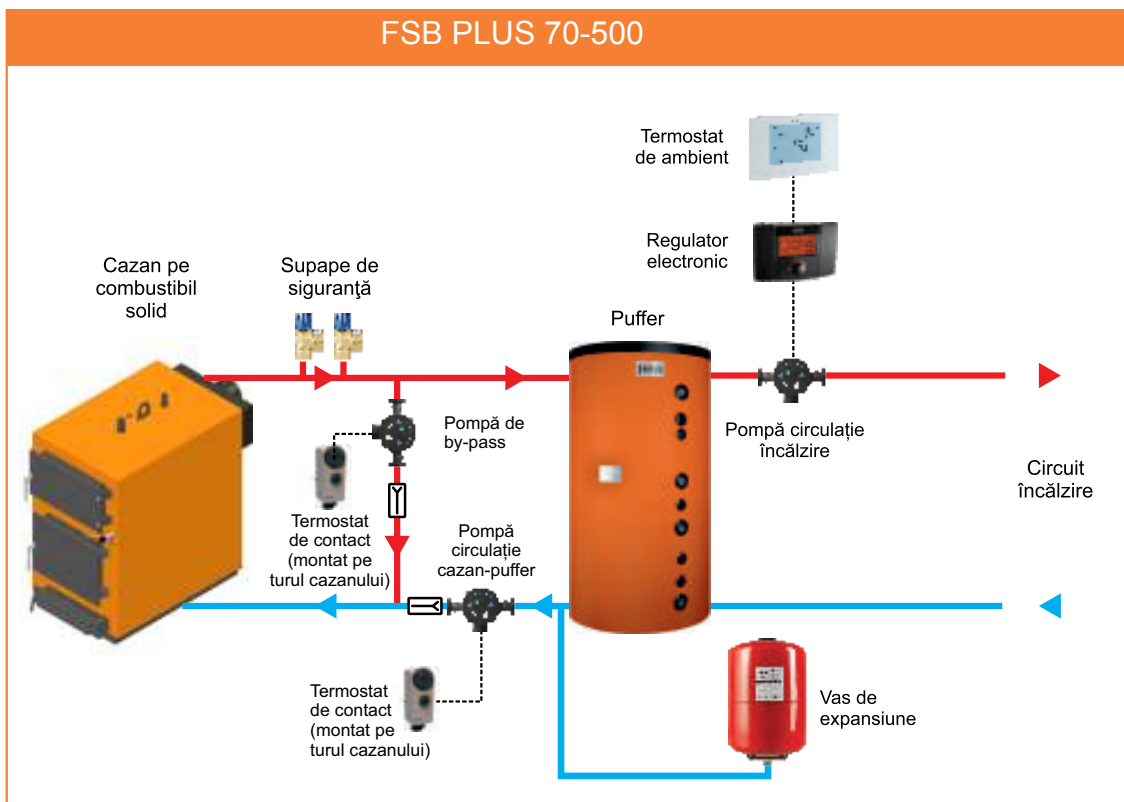 FSB PLUS 70-500
Termostat
de ambient
Regulator
electronic
Cazan pe
combustibil
solid
Supape de
siguranţă
Puffer
Pompă de
by-pass
Pompă circulație
încălzire
Circuit
încălzire
Termostat
de contact
(montat pe
turul cazanului)
Pompă
circulație
cazan-puffer
Termostat
de contact
(montat pe
turul cazanului)
Vas de
expansiune